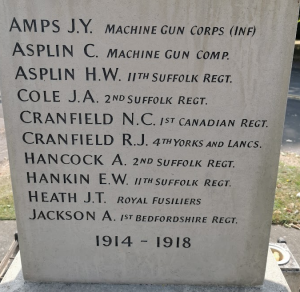 AMPS J.Y. MACHINE GUN CORPS (INF)
ASPLIN C. MACHINE GUN COMP.
ASPLIN H.W. 11TH SUFFOLK REGT.
COLE J.A. 2ND SUFFOLK REGT.
CRANFIELD N.C. 1ST CANADIAN REGT.
CRANFIELD R.J. 4TH YORKS AND LANCS.
HANCOCK A. 2ND SUFFOLK REGT.
HANKIN E.W. 11TH SUFFOLK REGT.
HEATH J.T. ROYAL FUSILIERS
JACKSON A. 1ST BEDFORDSHIRE REGT.
1914 - 1918